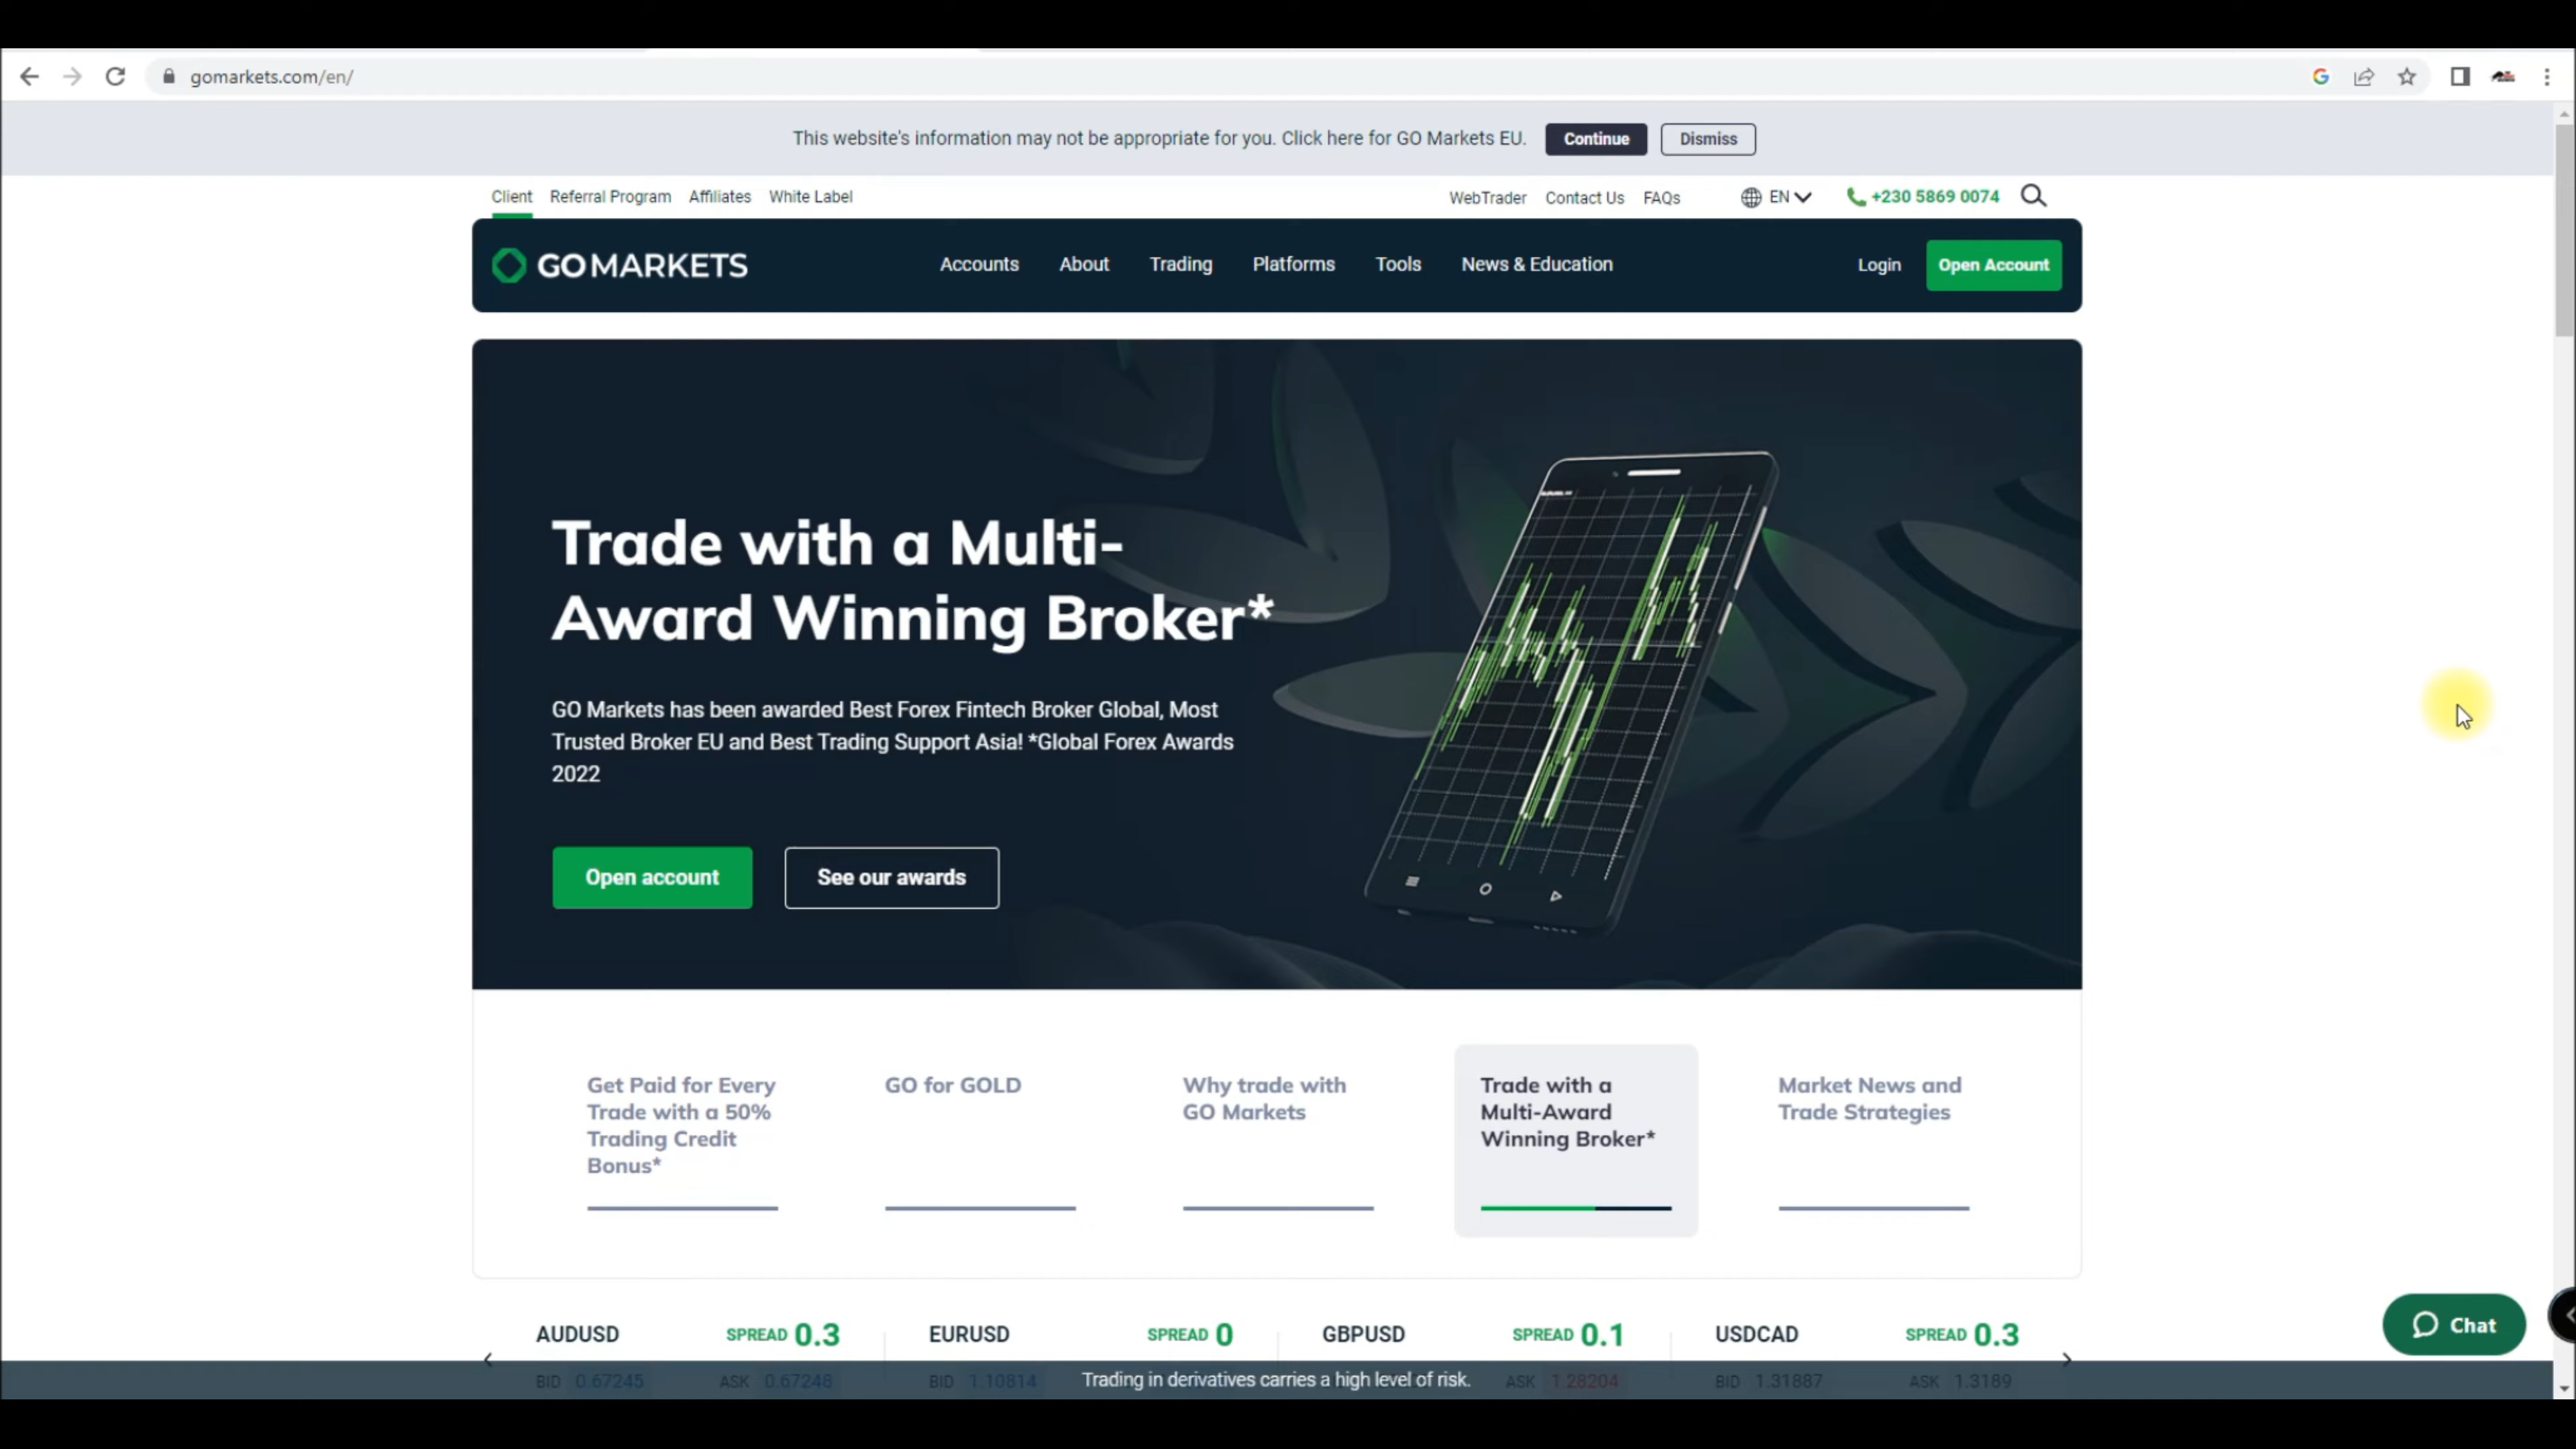 gomarkets.com/en/
This website's information may not be appropriate for you. Click here for GO Markets EU. Continue Dismiss
Client Referral Program Affiliates White Label WebTrader Contact Us FAQs EN +230 5869 0074
GO MARKETS Accounts About Trading Platforms Tools News & Education Login Open Account
Trade with a Multi-
Award Winning Broker*
GO Markets has been awarded Best Forex Fintech Broker Global, Most
Trusted Broker EU and Best Trading Support Asia! *Global Forex Awards
2022
Open account See our awards
Get Paid for Every
Trade with a 50%
Trading Credit
Bonus*
GO for GOLD
Why trade with
GO Markets
Trade with a
Multi-Award
Winning Broker*
Market News and
Trade Strategies
AUDUSD SPREAD 0.3 EURUSD SPREAD 0 GBPUSD SPREAD 0.1 USDCAD SPREAD 0.3
Chat
BID 0.67245 ASK 0.67248 BID 1.10814 Trading in derivatives carries a high level of risk. ASK 1.28204 BID 1.31887 ASK 1.3189